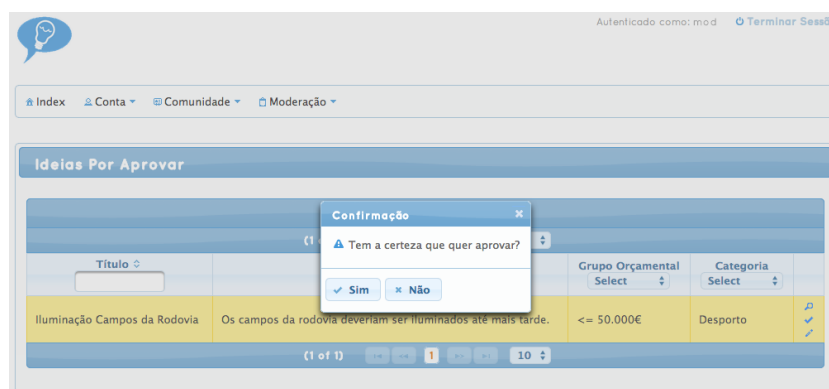 Autenticado como: mod Terminar Sessã
Index Conta Comunidade Moderação
Ideias Por Aprovar
Confirmação
(1
Tem a certeza que quer aprovar?
Sim Não
Título Grupo Orçamental Categoria
Select Select
Iluminação Campos da Rodovia Os campos da rodovia deveriam ser iluminados até mais tarde. <= 50.000€ Desporto
(1 of 1) 1 10